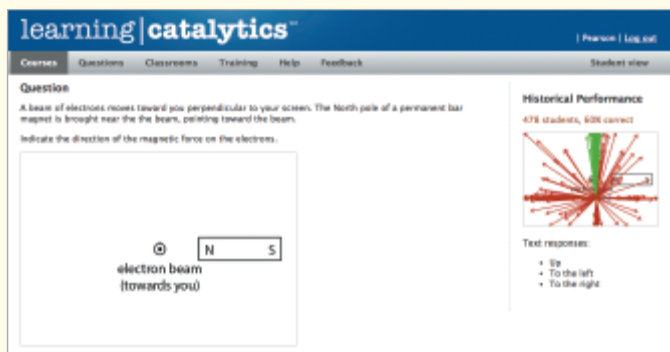 learning|catalytics™
| Pearson | Log out
Courses Questions Classrooms Training Help Feedback Student view
Question
A beam of electrons moves toward you perpendicular to your screen. The North pole of a permanent bar
magnet is brought near the the beam, pointing toward the beam.
Indicate the direction of the magnetic force on the electrons.
N S
electron beam
(towards you)
Historical Performance
478 students, 60% correct
Text responses:
Up
To the left
To the right